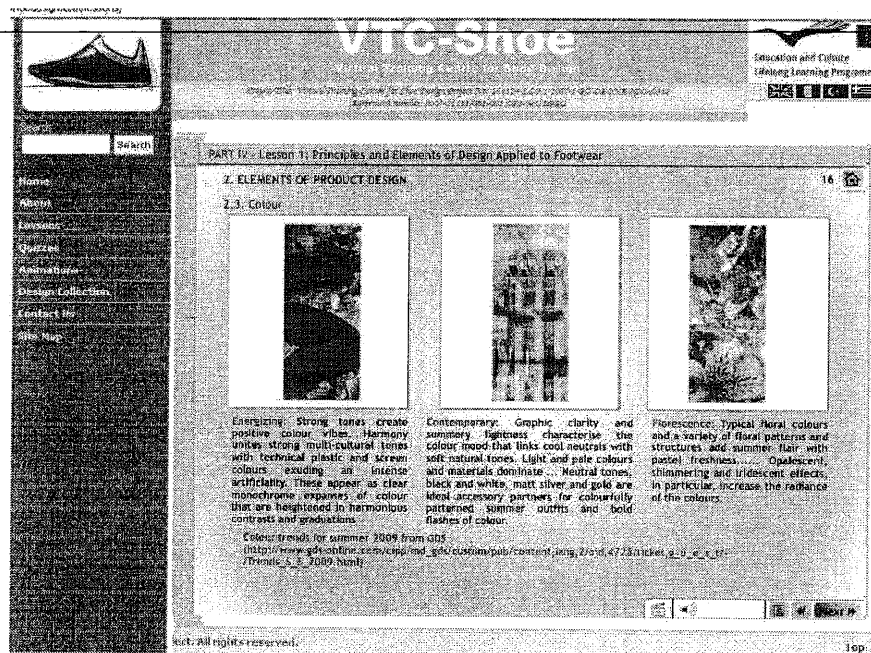 VTC-Shoe
Education and Culture
Lifelong Learning Programme
Search
Search
Home
About
Lessons
Quizzes
Animations
Design Collection
Contact Us
Site Map
PART IV - Lesson 1: Principles and Elements of Design Applied to Footwear
2. ELEMENTS OF PRODUCT DESIGN
16
2.3. Colour
Energizing: Strong tones create
positive colour vibes. Harmony
unites strong multi-cultural tones
with technical plastic and screen
colours exuding an intense
artificiality. These appear as clear
monochrome expanses of colour
that are heightened in harmonious
contrasts and graduations
Contemporary: Graphic clarity and
summery lightness characterise the
colour mood that links cool neutrals with
soft natural tones. Light and pale colours
and materials dominate ... Neutral tones,
black and white, matt silver and gold are
ideal accessory partners for colourfully
patterned summer outfits and bold
flashes of colour.
Florescence: Typical floral colours
and a variety of floral patterns and
structures add summer flair with
pastel freshness. ... Opalescent,
shimmering and iridescent effects,
in particular, increase the radiance
of the colours.
Colour trends for summer 2009 from GDS
/Trends_S_S_2009.html)
Next
All rights reserved.
Top